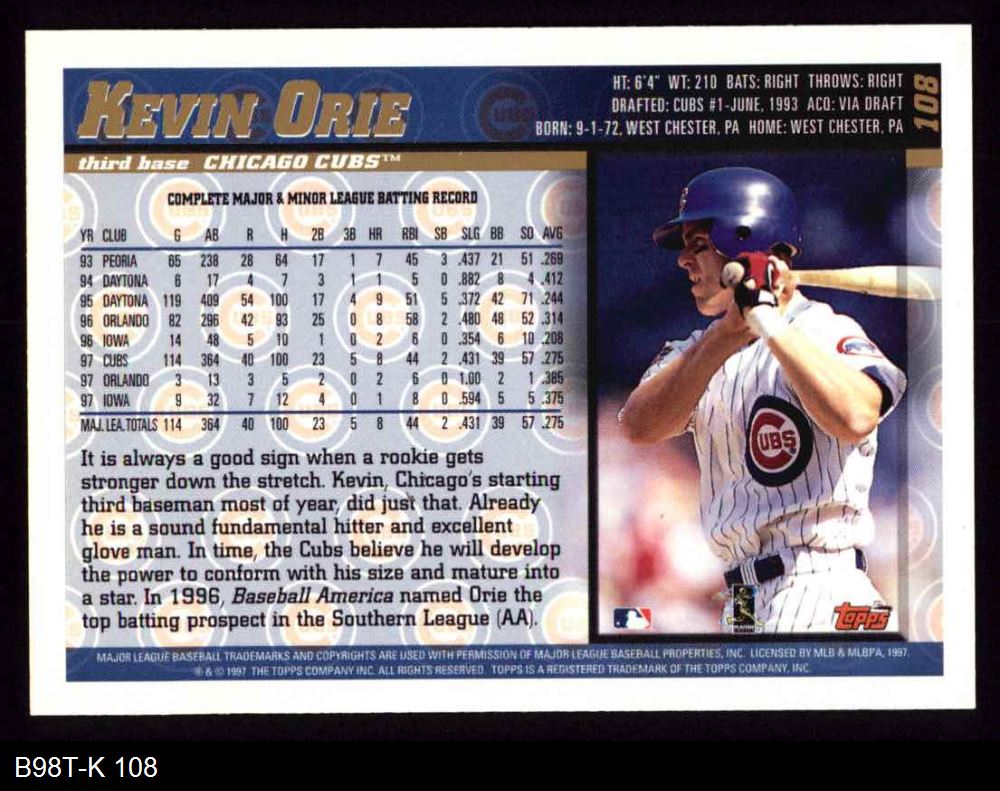 KEVIN ORIE
HT: 6'4" WT: 210 BATS: RIGHT THROWS: RIGHT
DRAFTED: CUBS #1-JUNE, 1993 ACQ: VIA DRAFT
BORN: 9-1-72, WEST CHESTER, PA HOME: WEST CHESTER, PA
108
third base CHICAGO CUBS™
COMPLETE MAJOR & MINOR LEAGUE BATTING RECORD
YR CLUB G AB R H 2B 3B HR RBI SB SLG BB SO AVG
93 PEORIA 65 238 28 64 17 1 7 45 3 .437 21 51 .269
94 DAYTONA 6 17 4 7 3 1 1 5 0 .882 8 4 .412
95 DAYTONA 119 409 54 100 17 4 9 51 5 .372 42 71 .244
96 ORLANDO 82 296 42 93 25 0 8 58 2 .480 48 52 .314
96 IOWA 14 48 5 10 1 0 2 6 0 .354 6 10 .208
97 CUBS 114 364 40 100 23 5 8 44 2 .431 39 57 .275
97 ORLANDO 3 13 3 5 2 0 2 6 0 1.00 2 1 .385
97 IOWA 9 32 7 12 4 0 1 8 0 .594 5 5 .375
MAJ. LEA. TOTALS 114 364 40 100 23 5 8 44 2 .431 39 57 .275
It is always a good sign when a rookie gets
stronger down the stretch. Kevin, Chicago's starting
third baseman most of year, did just that. Already
he is a sound fundamental hitter and excellent
glove man. In time, the Cubs believe he will develop
the power to conform with his size and mature into
a star. In 1996, Baseball America named Orie the
top batting prospect in the Southern League (AA).
CUBS
TOPPS
MAJOR LEAGUE BASEBALL TRADEMARKS AND COPYRIGHTS ARE USED WITH PERMISSION OF MAJOR LEAGUE BASEBALL PROPERTIES, INC. LICENSED BY MLB & MLBPA, 1997.
® & © 1997 THE TOPPS COMPANY, INC. ALL RIGHTS RESERVED. TOPPS IS A REGISTERED TRADEMARK OF THE TOPPS COMPANY, INC.
B98T-K 108